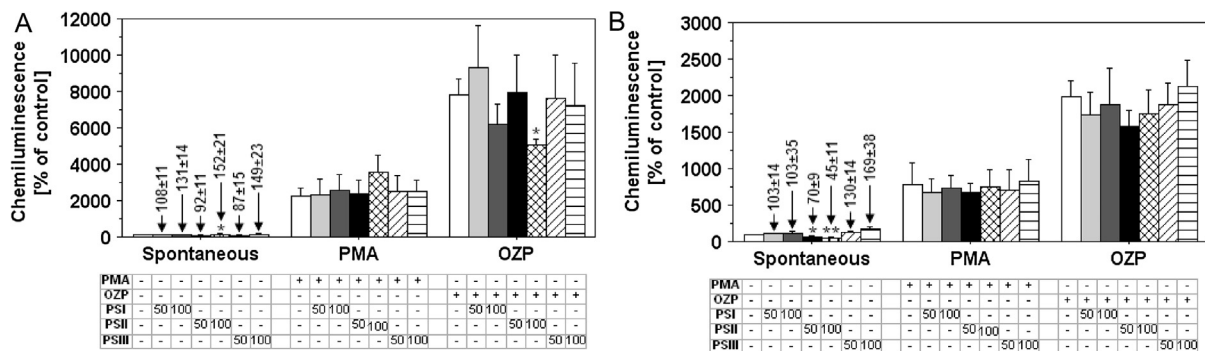 A
Chemiluminescence
[% of control]
12000
10000
8000
6000
4000
2000
0
108±11
131±14
92±11
152±21
87±15
149±23
*
*
Spontaneous PMA OZP
PMA - - - - - - - + + + + + + + - - - - - - -
OZP - - - - - - - - - - - - - - + + + + + + +
PSI - 50 100 - - - - - 50 100 - - - - - 50 100 - - - -
PSII - - - 50 100 - - - - - 50 100 - - - - - 50 100 - -
PSIII - - - - - 50 100 - - - - - 50 100 - - - - - 50 100
B
Chemiluminescence
[% of control]
2500
2000
1500
1000
500
0
103±14
103±35
70±9
45±11
130±14
169±38
* **
Spontaneous PMA OZP
PMA - - - - - - - + + + + + + + - - - - - - -
OZP - - - - - - - - - - - - - - + + + + + + +
PSI - 50 100 - - - - - 50 100 - - - - - 50 100 - - - -
PSII - - - 50 100 - - - - - 50 100 - - - - - 50 100 - -
PSIII - - - - - 50 100 - - - - - 50 100 - - - - - 50 100